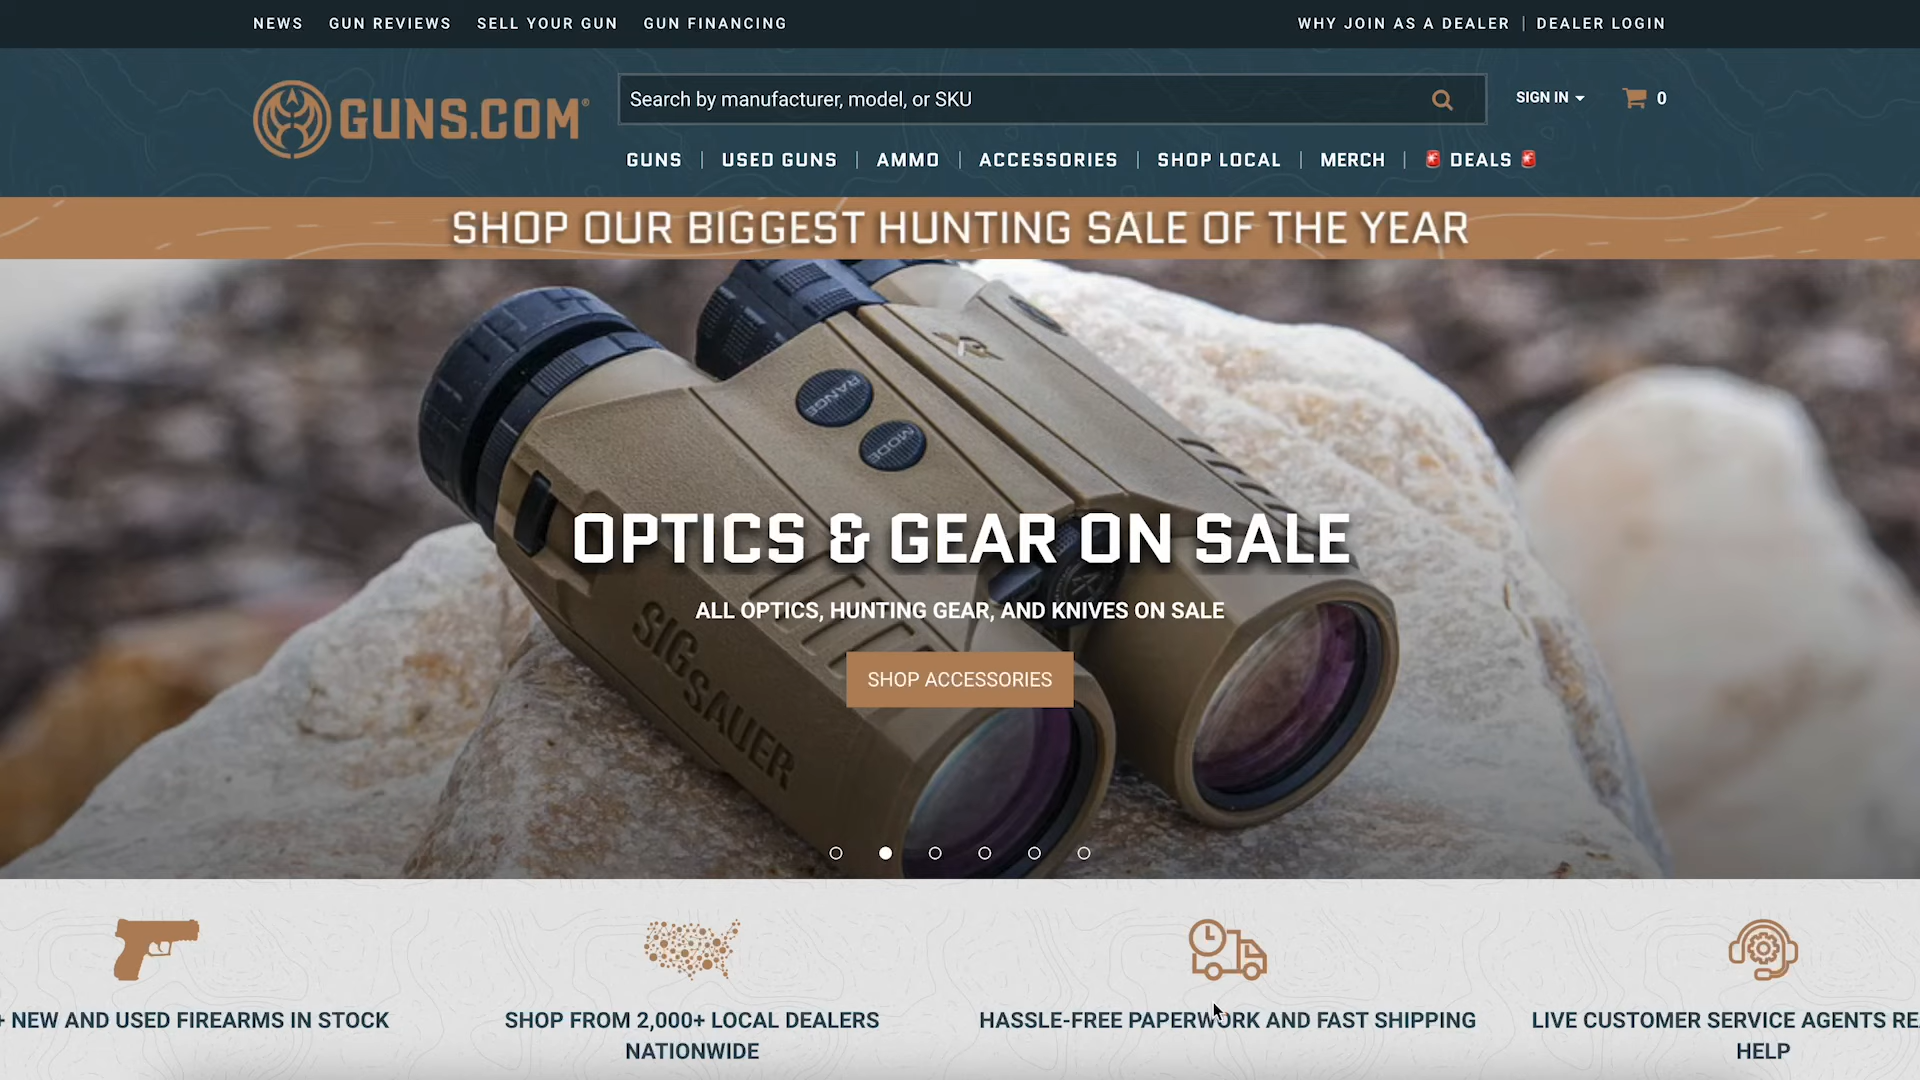 NEWS GUN REVIEWS SELL YOUR GUN GUN FINANCING WHY JOIN AS A DEALER | DEALER LOGIN
GUNS.COM®
Search by manufacturer, model, or SKU
SIGN IN
0
GUNS | USED GUNS | AMMO | ACCESSORIES | SHOP LOCAL | MERCH | 🚨 DEALS 🚨
SHOP OUR BIGGEST HUNTING SALE OF THE YEAR
RANGE
MODE
OPTICS & GEAR ON SALE
ALL OPTICS, HUNTING GEAR, AND KNIVES ON SALE
SIG SAUER
SHOP ACCESSORIES
+ NEW AND USED FIREARMS IN STOCK
SHOP FROM 2,000+ LOCAL DEALERS
NATIONWIDE
HASSLE-FREE PAPERWORK AND FAST SHIPPING
LIVE CUSTOMER SERVICE AGENTS RE
HELP